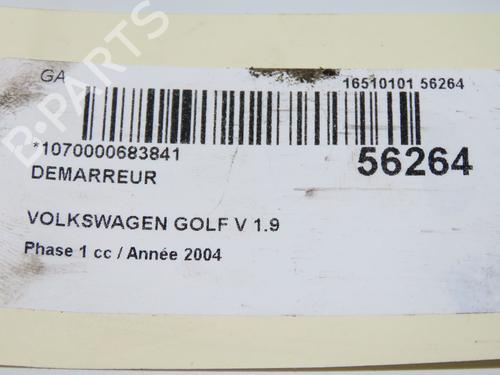 GA
16510101 56264
*1070000683841
56264
DEMARREUR
VOLKSWAGEN GOLF V 1.9
Phase 1 cc / Année 2004
B-PARTS